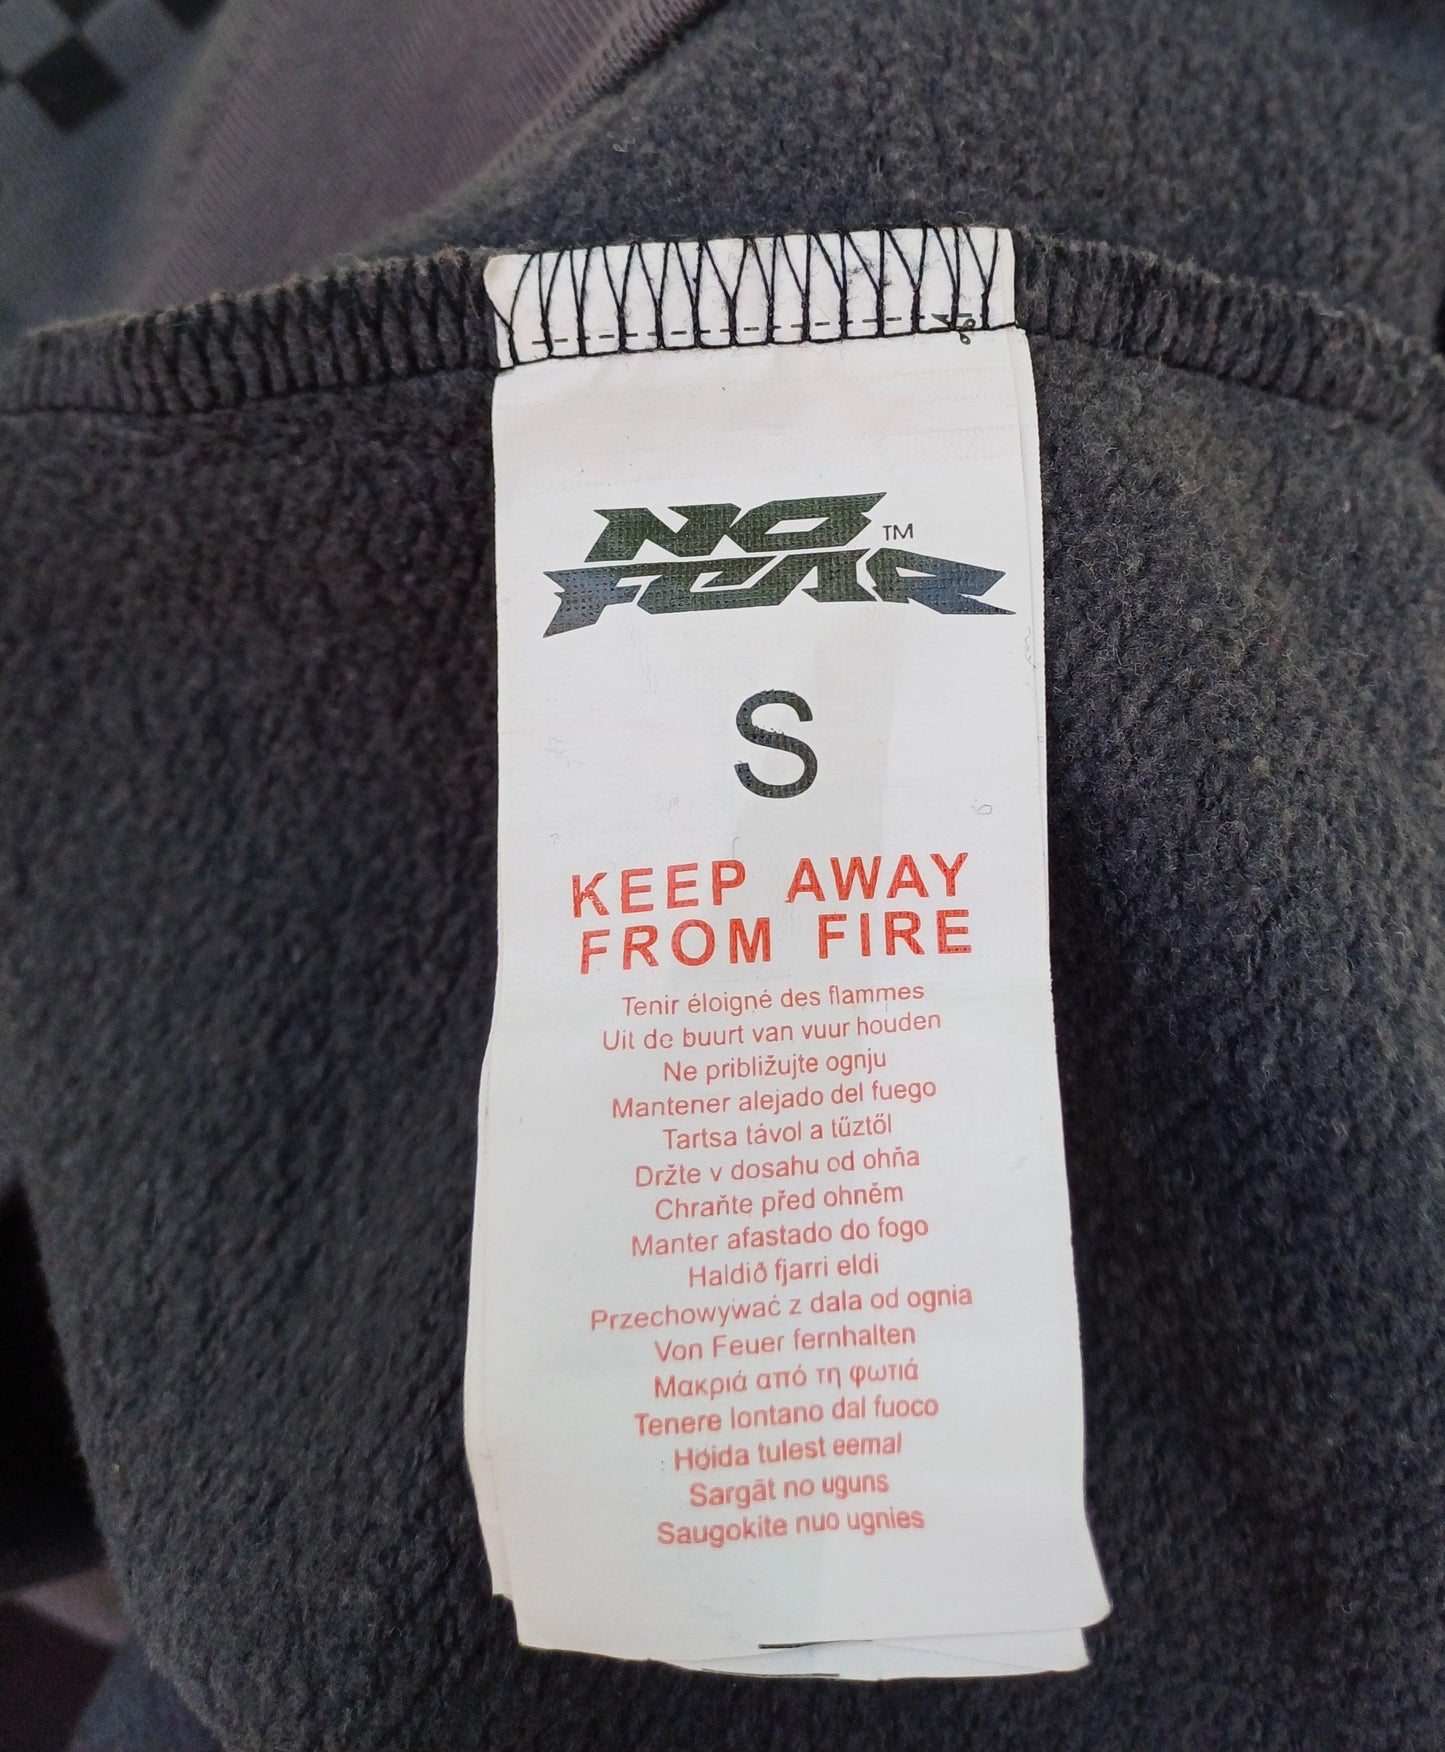 NO
FEAR™
S
KEEP AWAY
FROM FIRE
Tenir éloigné des flammes
Uit de buurt van vuur houden
Ne približujte ognju
Mantener alejado del fuego
Tartsa távol a tűztől
Držte v dosahu od ohňa
Chraňte před ohněm
Manter afastado do fogo
Haldið fjarri eldi
Przechowywać z dala od ognia
Von Feuer fernhalten
Μακριά από τη φωτιά
Tenere lontano dal fuoco
Hóida tulest eemal
Sargāt no uguns
Saugokite nuo ugnies